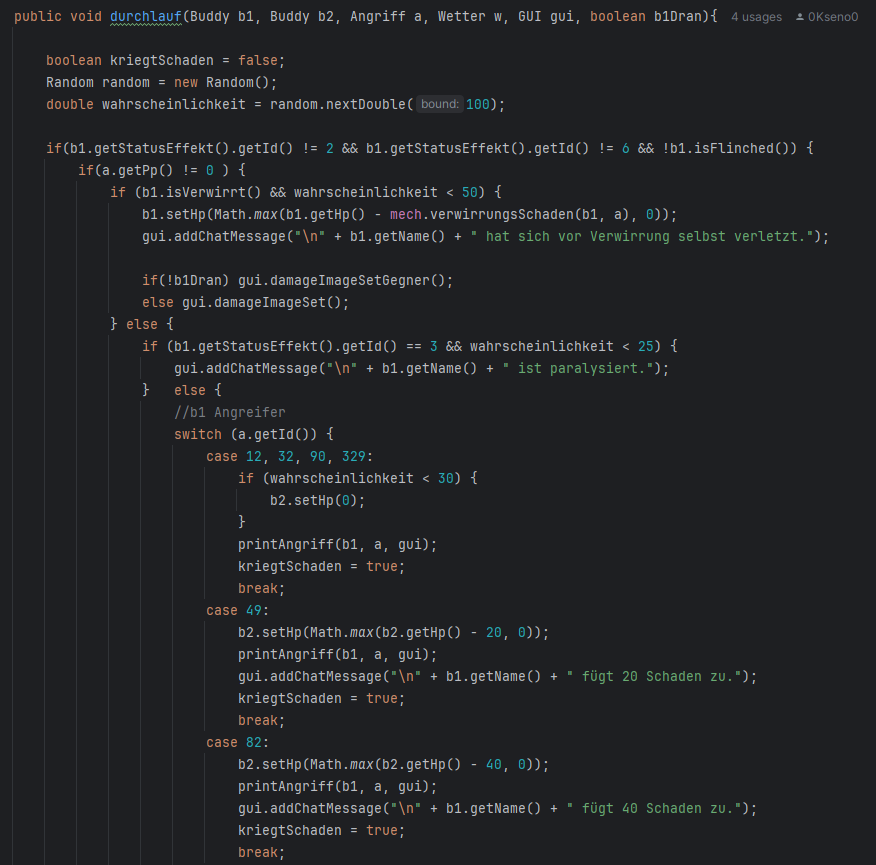 public void durchlauf(Buddy b1, Buddy b2, Angriff a, Wetter w, GUI gui, boolean b1Dran){ 4 usages 0Kseno0
boolean kriegtSchaden = false;
Random random = new Random();
double wahrscheinlichkeit = random.nextDouble( bound: 100);
if(b1.getStatusEffekt().getId() != 2 && b1.getStatusEffekt().getId() != 6 && !b1.isFlinched()) {
if(a.getPp() != 0 ) {
if (b1.isVerwirrt() && wahrscheinlichkeit < 50) {
b1.setHp(Math.max(b1.getHp() - mech.verwirrungsSchaden(b1, a), 0));
gui.addChatMessage("\n" + b1.getName() + " hat sich vor Verwirrung selbst verletzt.");
if(!b1Dran) gui.damageImageSetGegner();
else gui.damageImageSet();
} else {
if (b1.getStatusEffekt().getId() == 3 && wahrscheinlichkeit < 25) {
gui.addChatMessage("\n" + b1.getName() + " ist paralysiert.");
} else {
//b1 Angreifer
switch (a.getId()) {
case 12, 32, 90, 329:
if (wahrscheinlichkeit < 30) {
b2.setHp(0);
}
printAngriff(b1, a, gui);
kriegtSchaden = true;
break;
case 49:
b2.setHp(Math.max(b2.getHp() - 20, 0));
printAngriff(b1, a, gui);
gui.addChatMessage("\n" + b1.getName() + " fügt 20 Schaden zu.");
kriegtSchaden = true;
break;
case 82:
b2.setHp(Math.max(b2.getHp() - 40, 0));
printAngriff(b1, a, gui);
gui.addChatMessage("\n" + b1.getName() + " fügt 40 Schaden zu.");
kriegtSchaden = true;
break;